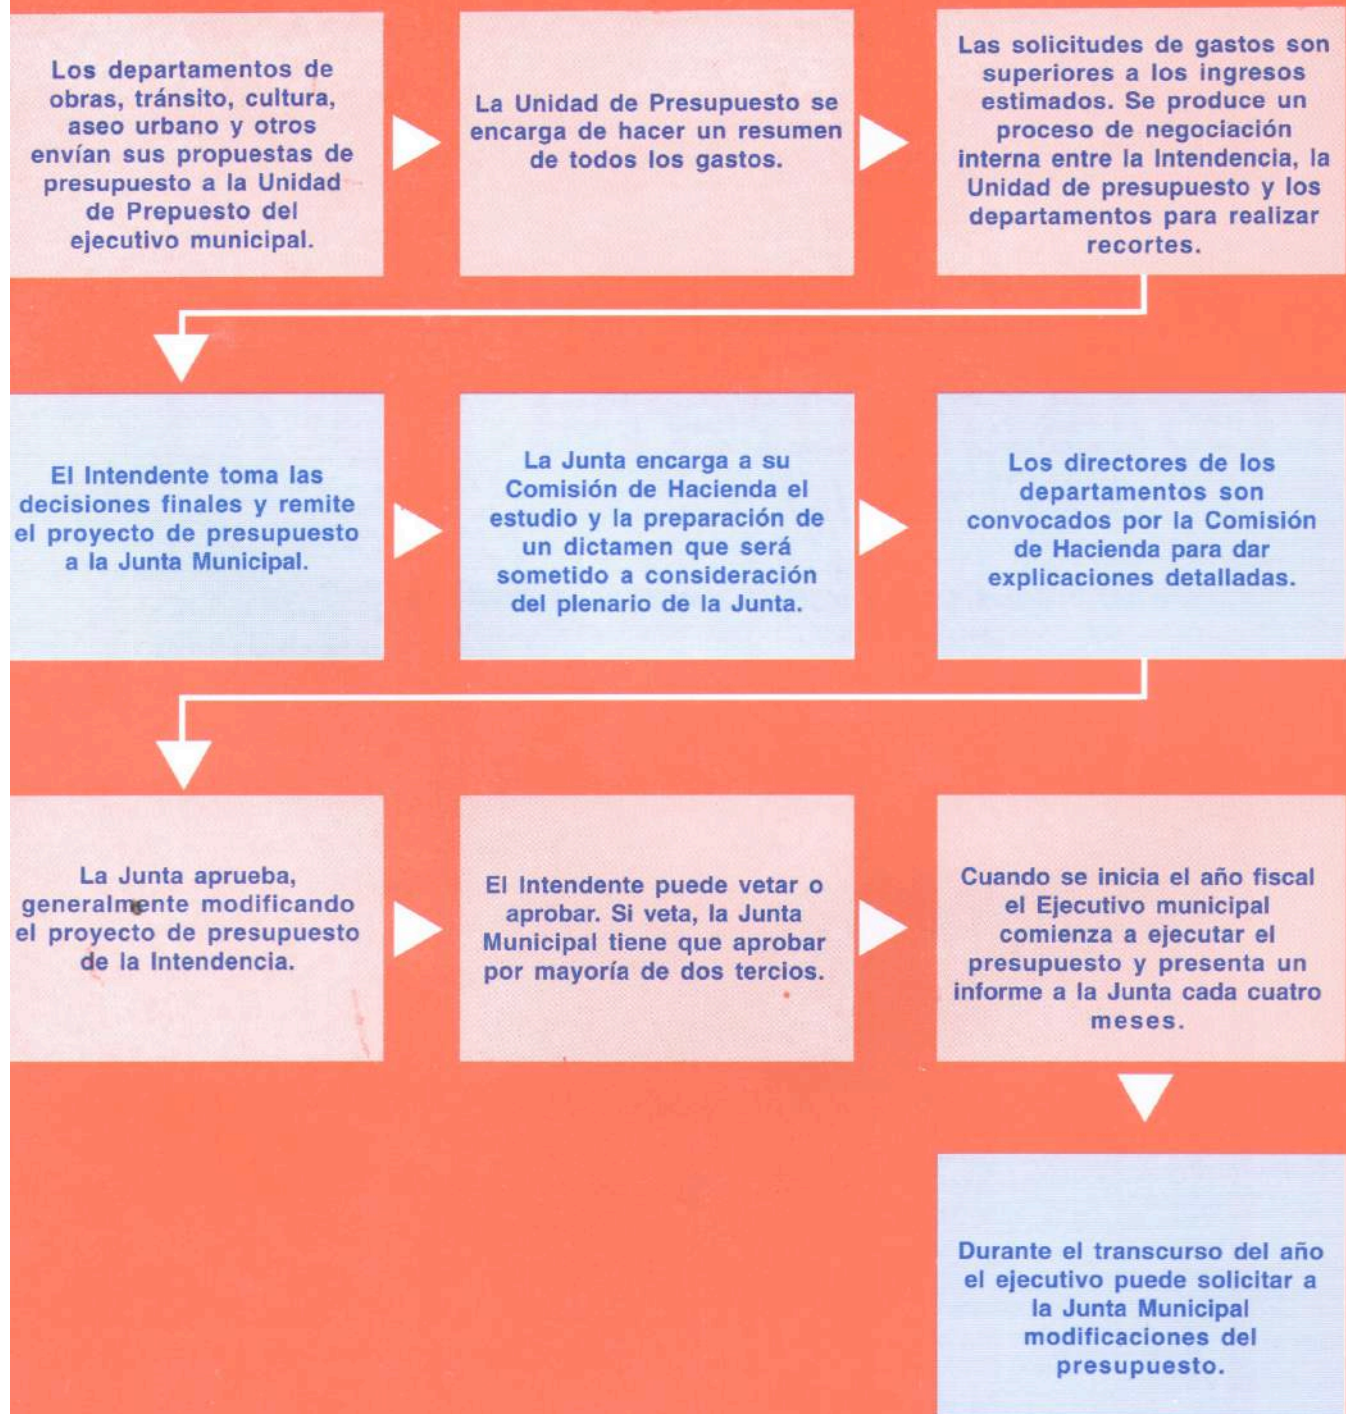 Los departamentos de
obras, tránsito, cultura,
aseo urbano y otros
envían sus propuestas de
presupuesto a la Unidad
de Prepuesto del
ejecutivo municipal.
La Unidad de Presupuesto se
encarga de hacer un resumen
de todos los gastos.
Las solicitudes de gastos son
superiores a los ingresos
estimados. Se produce un
proceso de negociación
interna entre la Intendencia, la
Unidad de presupuesto y los
departamentos para realizar
recortes.
El Intendente toma las
decisiones finales y remite
el proyecto de presupuesto
a la Junta Municipal.
La Junta encarga a su
Comisión de Hacienda el
estudio y la preparación de
un dictamen que será
sometido a consideración
del plenario de la Junta.
Los directores de los
departamentos son
convocados por la Comisión
de Hacienda para dar
explicaciones detalladas.
La Junta aprueba,
generalmente modificando
el proyecto de presupuesto
de la Intendencia.
El Intendente puede vetar o
aprobar. Si veta, la Junta
Municipal tiene que aprobar
por mayoría de dos tercios.
Cuando se inicia el año fiscal
el Ejecutivo municipal
comienza a ejecutar el
presupuesto y presenta un
informe a la Junta cada cuatro
meses.
Durante el transcurso del año
el ejecutivo puede solicitar a
la Junta Municipal
modificaciones del
presupuesto.